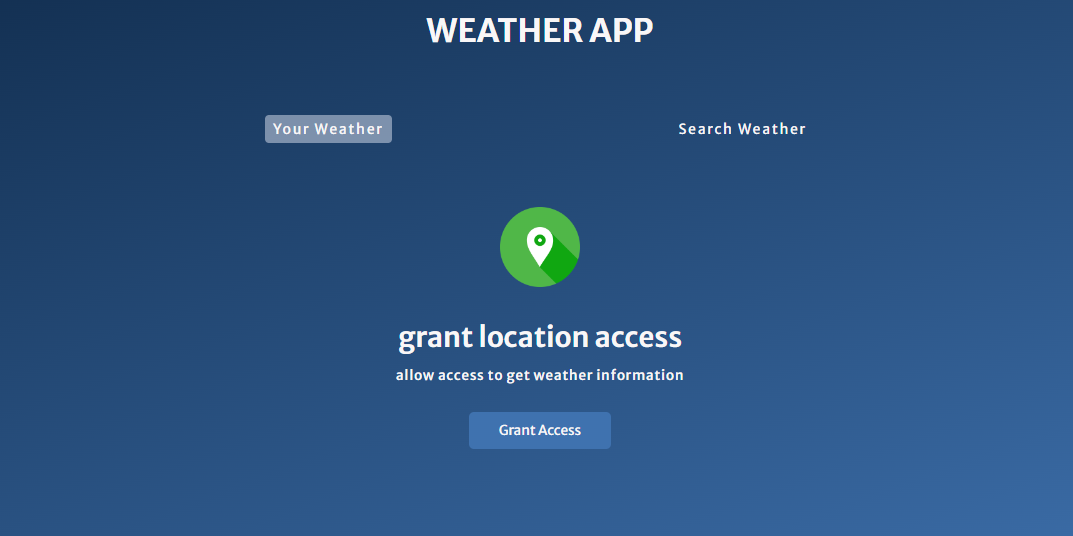 WEATHER APP
Your Weather
Search Weather
grant location access
allow access to get weather information
Grant Access